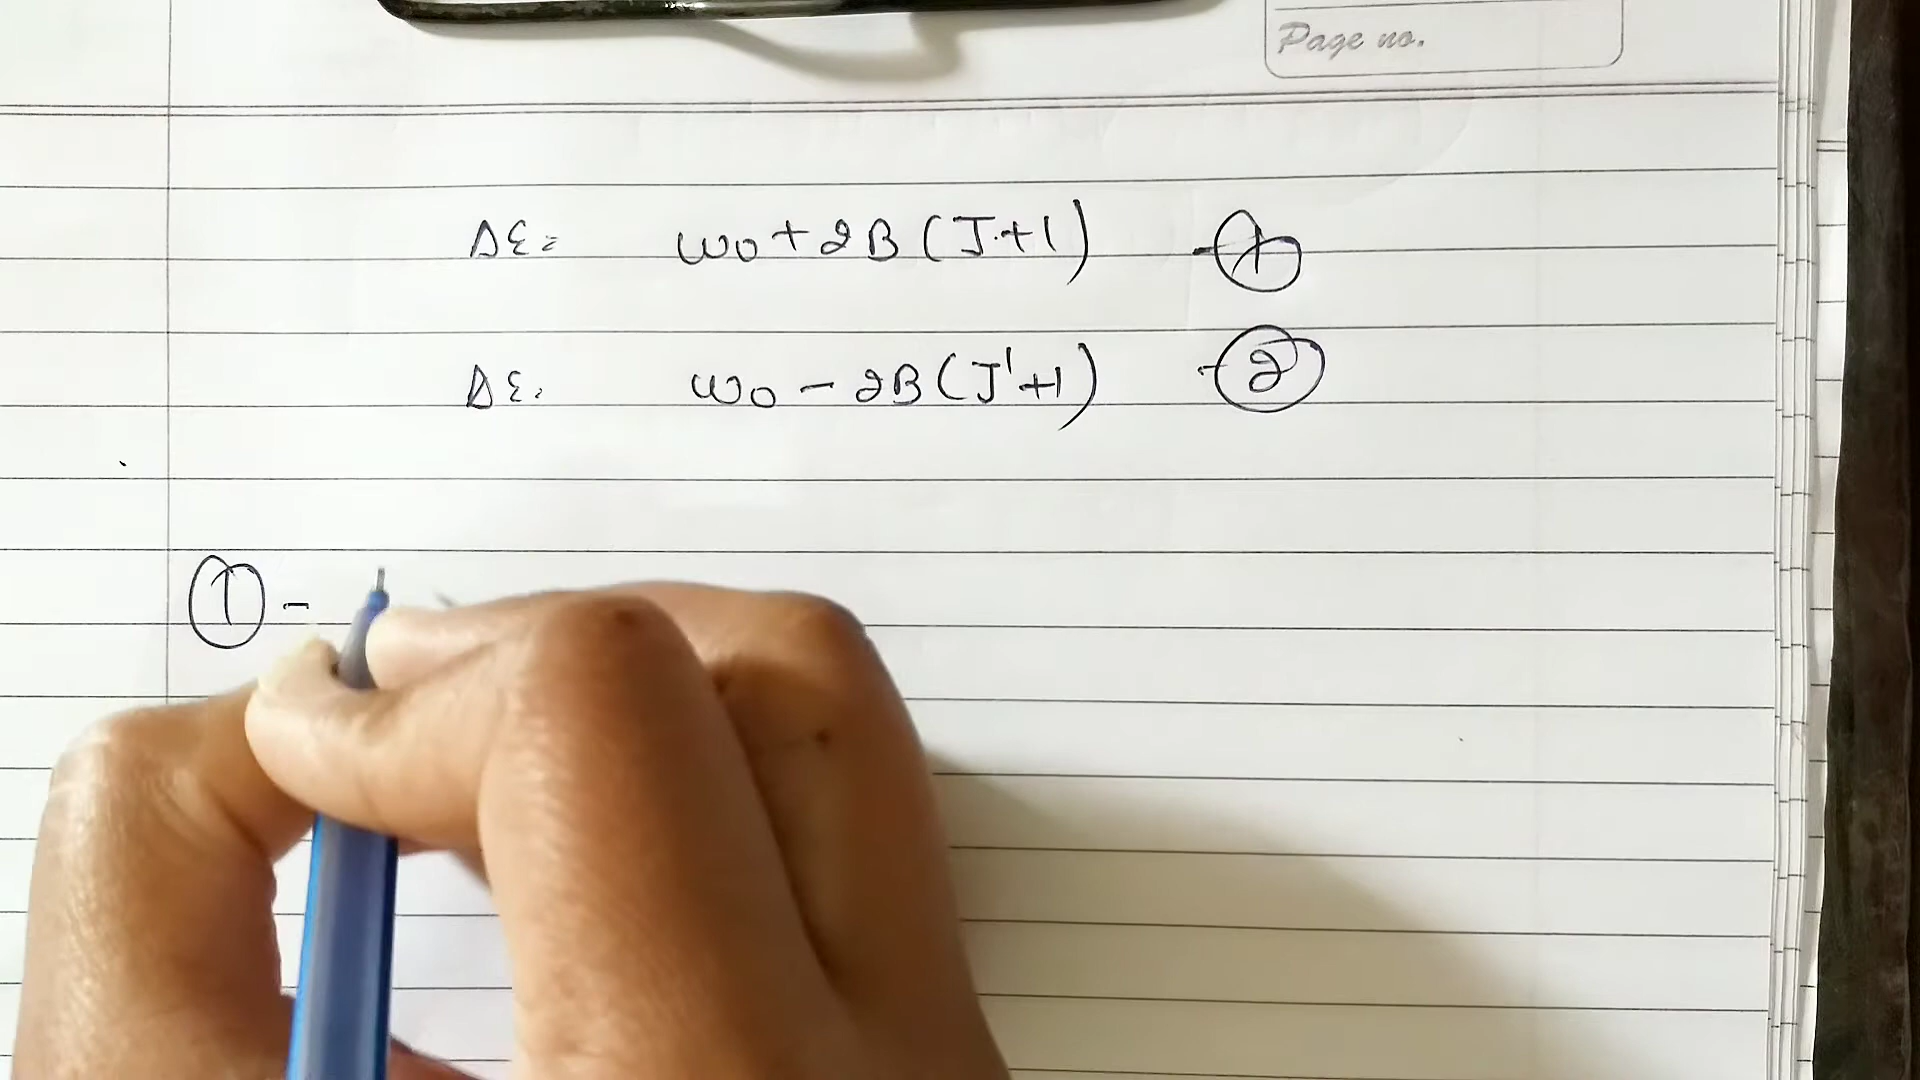 Page no.
Δε= ω0 + 2B (J+1) - ①
Δε. ω0 - 2B (J'+1) - ②
① -